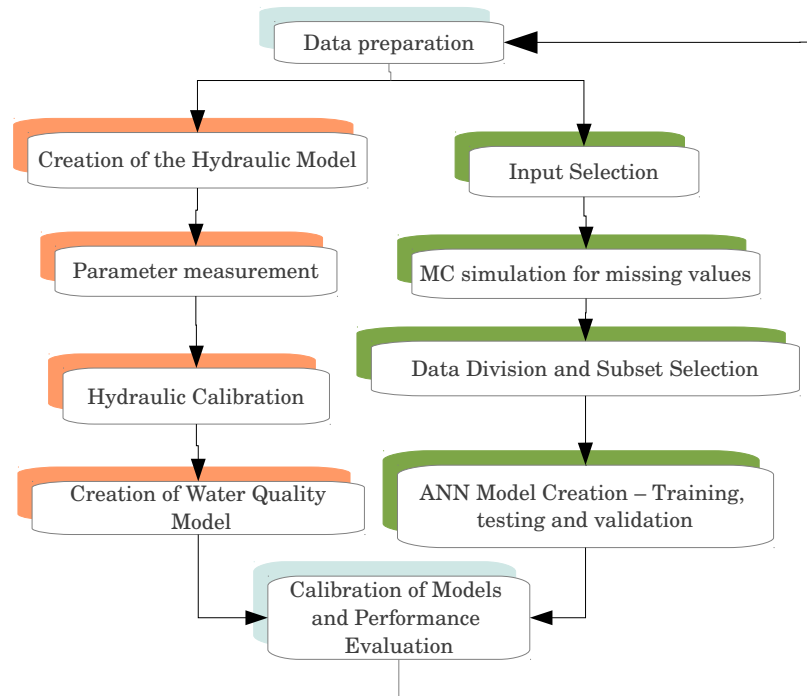 Data preparation
Creation of the Hydraulic Model
Input Selection
Parameter measurement
MC simulation for missing values
Hydraulic Calibration
Data Division and Subset Selection
Creation of Water Quality
Model
ANN Model Creation – Training,
testing and validation
Calibration of Models
and Performance
Evaluation